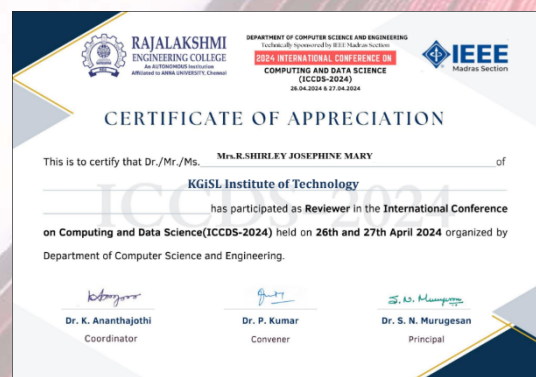 RAJALAKSHMI
ENGINEERING COLLEGE
An AUTONOMOUS Institution
Affiliated to ANNA UNIVERSITY, Chennai
DEPARTMENT OF COMPUTER SCIENCE AND ENGINEERING
Technically Sponsored by IEEE Madras Section
2024 INTERNATIONAL CONFERENCE ON
COMPUTING AND DATA SCIENCE
(ICCDS-2024)
26.04.2024 & 27.04.2024
IEEE
Madras Section
CERTIFICATE OF APPRECIATION
This is to certify that Dr./Mr./Ms. Mrs.R.SHIRLEY JOSEPHINE MARY of
KGiSL Institute of Technology
ICCDS-2024
has participated as Reviewer in the International Conference
on Computing and Data Science(ICCDS-2024) held on 26th and 27th April 2024 organized by
Department of Computer Science and Engineering.
S.N. Murugesan
Dr. K. Ananthajothi
Dr. P. Kumar
Dr. S. N. Murugesan
Coordinator
Convener
Principal